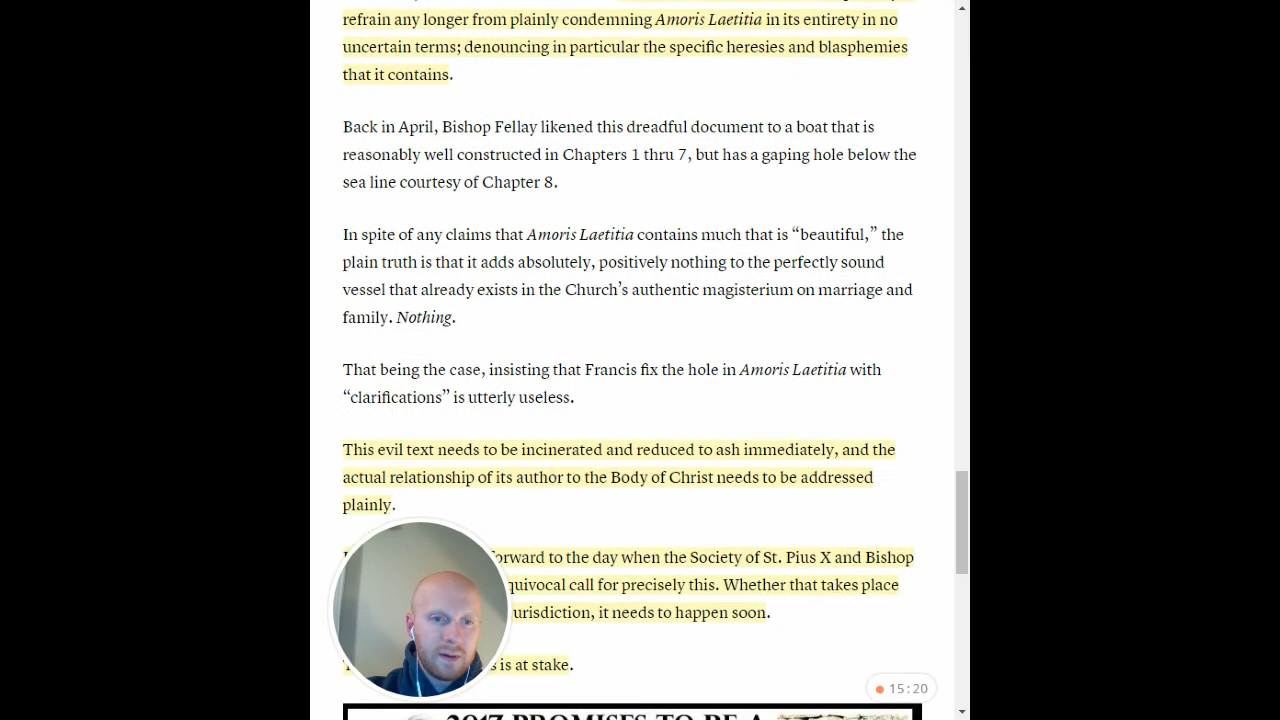 refrain any longer from plainly condemning Amoris Laetitia in its entirety in no
uncertain terms; denouncing in particular the specific heresies and blasphemies
that it contains.
Back in April, Bishop Fellay likened this dreadful document to a boat that is
reasonably well constructed in Chapters 1 thru 7, but has a gaping hole below the
sea line courtesy of Chapter 8.
In spite of any claims that Amoris Laetitia contains much that is “beautiful,” the
plain truth is that it adds absolutely, positively nothing to the perfectly sound
vessel that already exists in the Church’s authentic magisterium on marriage and
family. Nothing.
That being the case, insisting that Francis fix the hole in Amoris Laetitia with
“clarifications” is utterly useless.
This evil text needs to be incinerated and reduced to ash immediately, and the
actual relationship of its author to the Body of Christ needs to be addressed
plainly.
forward to the day when the Society of St. Pius X and Bishop
quivocal call for precisely this. Whether that takes place
urisdiction, it needs to happen soon.
is at stake.
15:20
2017 PROMISES TO BE A